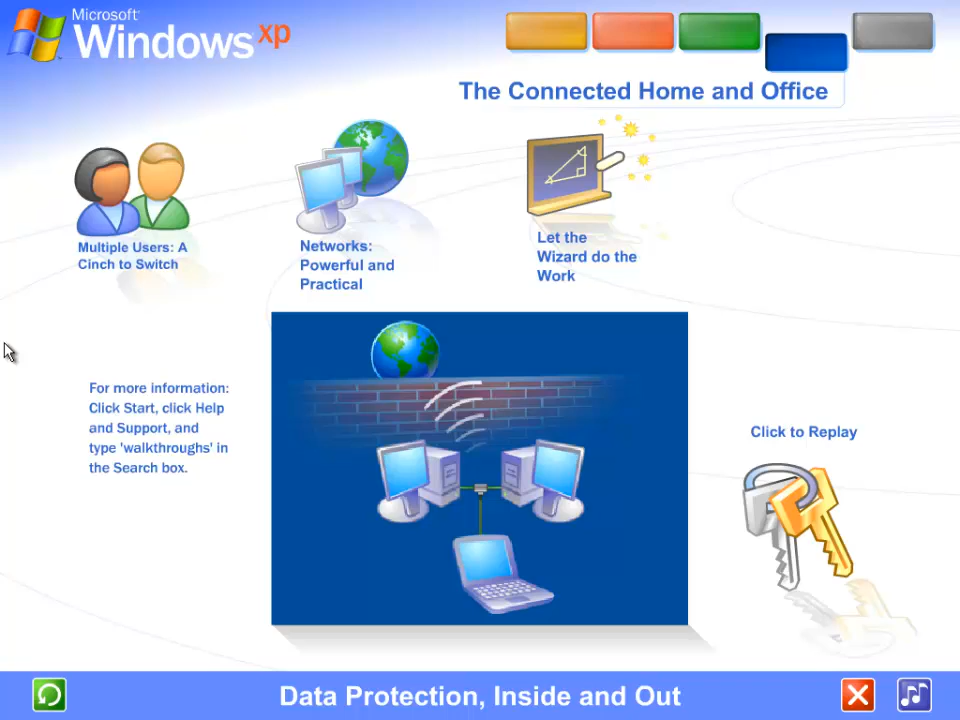 Microsoft®
Windows xp
The Connected Home and Office
Multiple Users: A
Cinch to Switch
Networks:
Powerful and
Practical
Let the
Wizard do the
Work
For more information:
Click Start, click Help
and Support, and
type 'walkthroughs' in
the Search box.
Click to Replay
Data Protection, Inside and Out